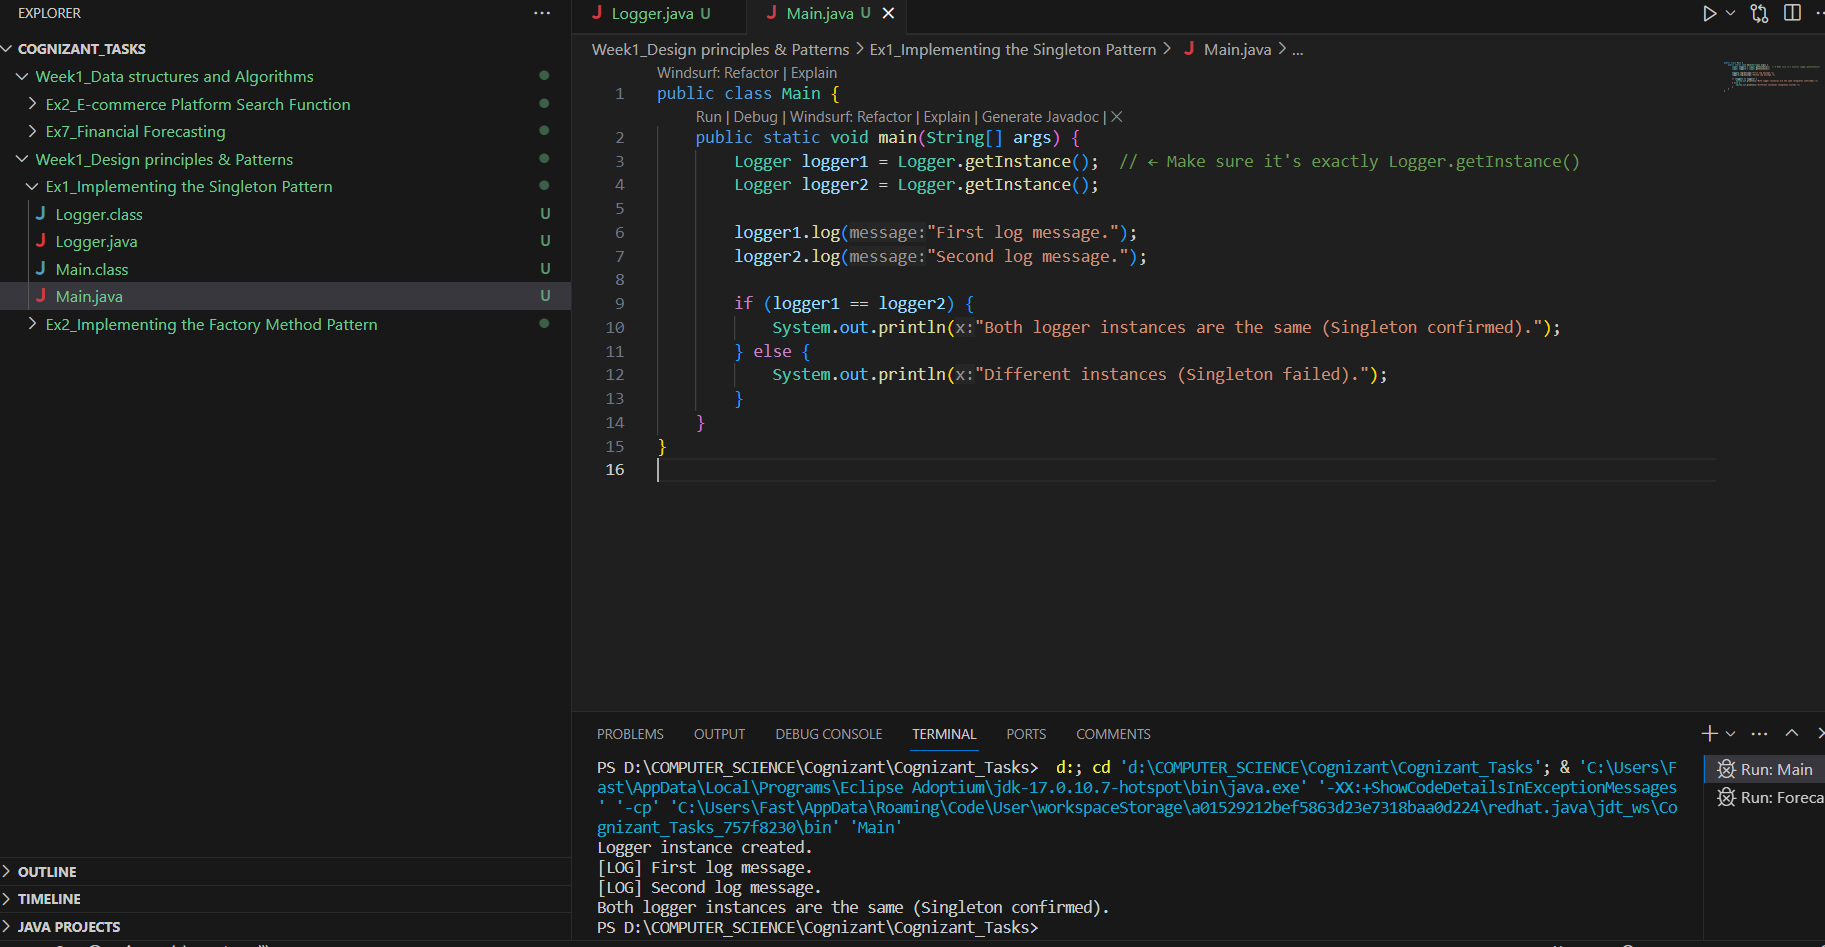 EXPLORER
COGNIZANT_TASKS
Week1_Data structures and Algorithms
Ex2_E-commerce Platform Search Function
Ex7_Financial Forecasting
Week1_Design principles & Patterns
Ex1_Implementing the Singleton Pattern
J Logger.class U
J Logger.java U
J Main.class U
J Main.java U
Ex2_Implementing the Factory Method Pattern
OUTLINE
TIMELINE
JAVA PROJECTS
J Logger.java U
J Main.java U
Week1_Design principles & Patterns > Ex1_Implementing the Singleton Pattern > J Main.java > ...
Windsurf: Refactor | Explain
1 public class Main {
Run | Debug | Windsurf: Refactor | Explain | Generate Javadoc | ×
2 public static void main(String[] args) {
3 Logger logger1 = Logger.getInstance(); // ← Make sure it's exactly Logger.getInstance()
4 Logger logger2 = Logger.getInstance();
5
6 logger1.log(message:"First log message.");
7 logger2.log(message:"Second log message.");
8
9 if (logger1 == logger2) {
10 System.out.println(x:"Both logger instances are the same (Singleton confirmed).");
11 } else {
12 System.out.println(x:"Different instances (Singleton failed).");
13 }
14 }
15 }
16
PROBLEMS OUTPUT DEBUG CONSOLE TERMINAL PORTS COMMENTS
PS D:\COMPUTER_SCIENCE\Cognizant\Cognizant_Tasks>  d:; cd 'd:\COMPUTER_SCIENCE\Cognizant\Cognizant_Tasks'; & 'C:\Users\F
ast\AppData\Local\Programs\Eclipse Adoptium\jdk-17.0.10.7-hotspot\bin\java.exe' '-XX:+ShowCodeDetailsInExceptionMessages
' '-cp' 'C:\Users\Fast\AppData\Roaming\Code\User\workspaceStorage\a01529212bef5863d23e7318baa0d224\redhat.java\jdt_ws\Co
gnizant_Tasks_757f8230\bin' 'Main'
Logger instance created.
[LOG] First log message.
[LOG] Second log message.
Both logger instances are the same (Singleton confirmed).
PS D:\COMPUTER_SCIENCE\Cognizant\Cognizant_Tasks>
Run: Main
Run: Foreca